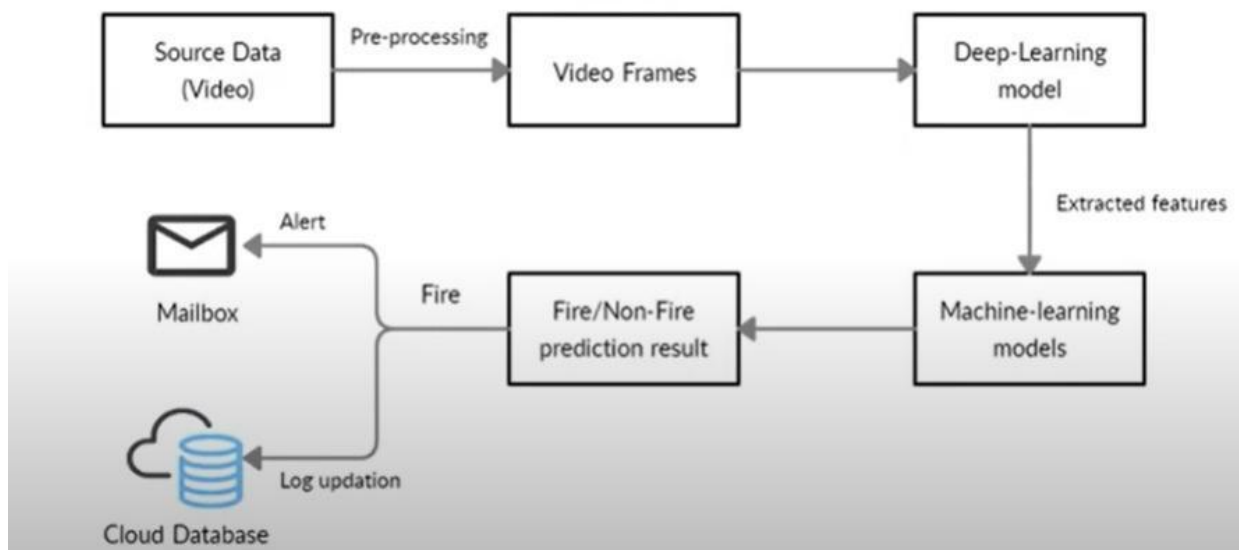 Source Data
(Video)
Pre-processing
Video Frames
Deep-Learning
model
Extracted features
Machine-learning
models
Fire/Non-Fire
prediction result
Fire
Alert
Mailbox
Log updation
Cloud Database